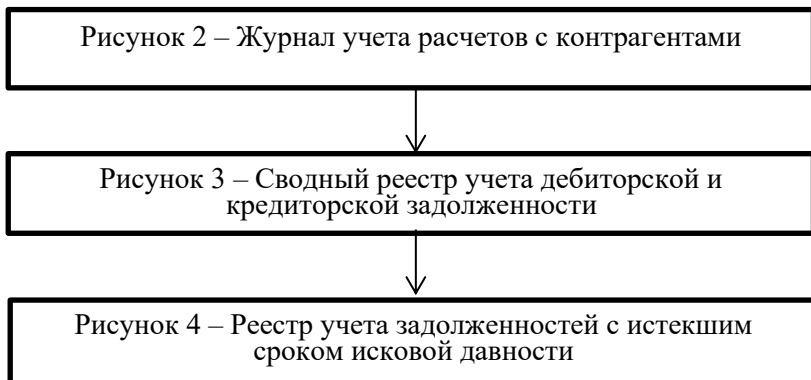 Рисунок 2 – Журнал учета расчетов с контрагентами
Рисунок 3 – Сводный реестр учета дебиторской и
кредиторской задолженности
Рисунок 4 – Реестр учета задолженностей с истекшим
сроком исковой давности